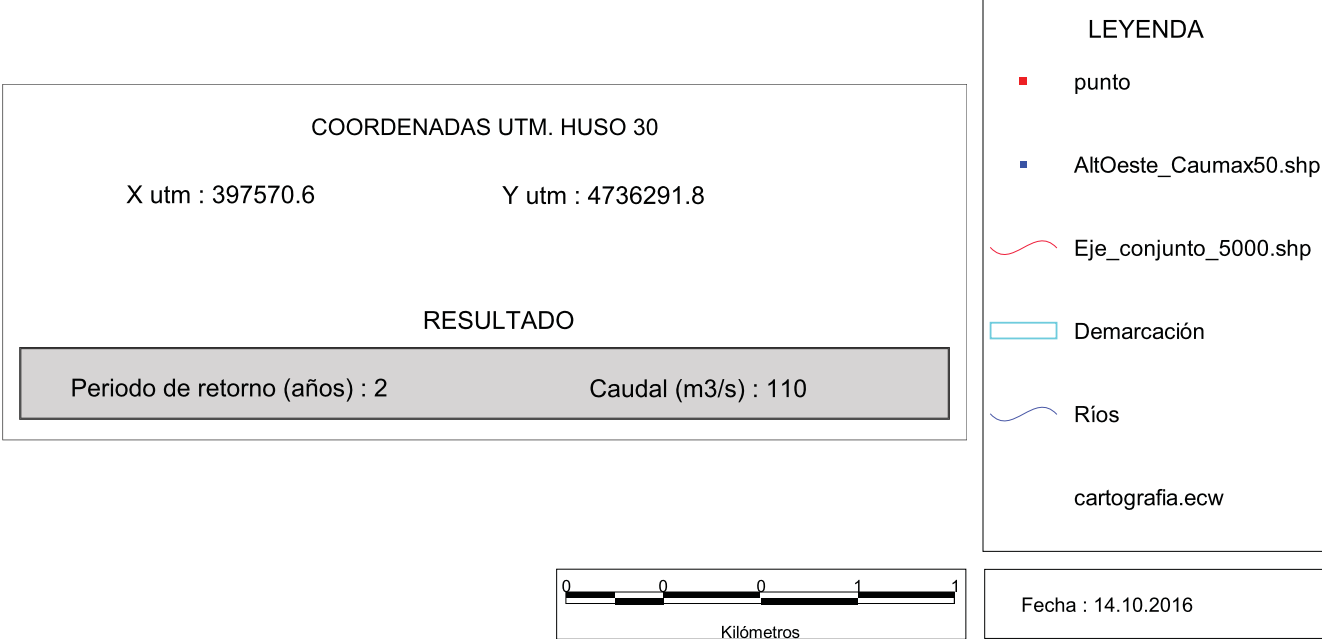 COORDENADAS UTM. HUSO 30
X utm : 397570.6 Y utm : 4736291.8
RESULTADO
Periodo de retorno (años) : 2 Caudal (m3/s) : 110
LEYENDA
punto
AltOeste_Caumax50.shp
Eje_conjunto_5000.shp
Demarcación
Ríos
cartografia.ecw
0 0 0 1 1
Kilómetros
Fecha : 14.10.2016